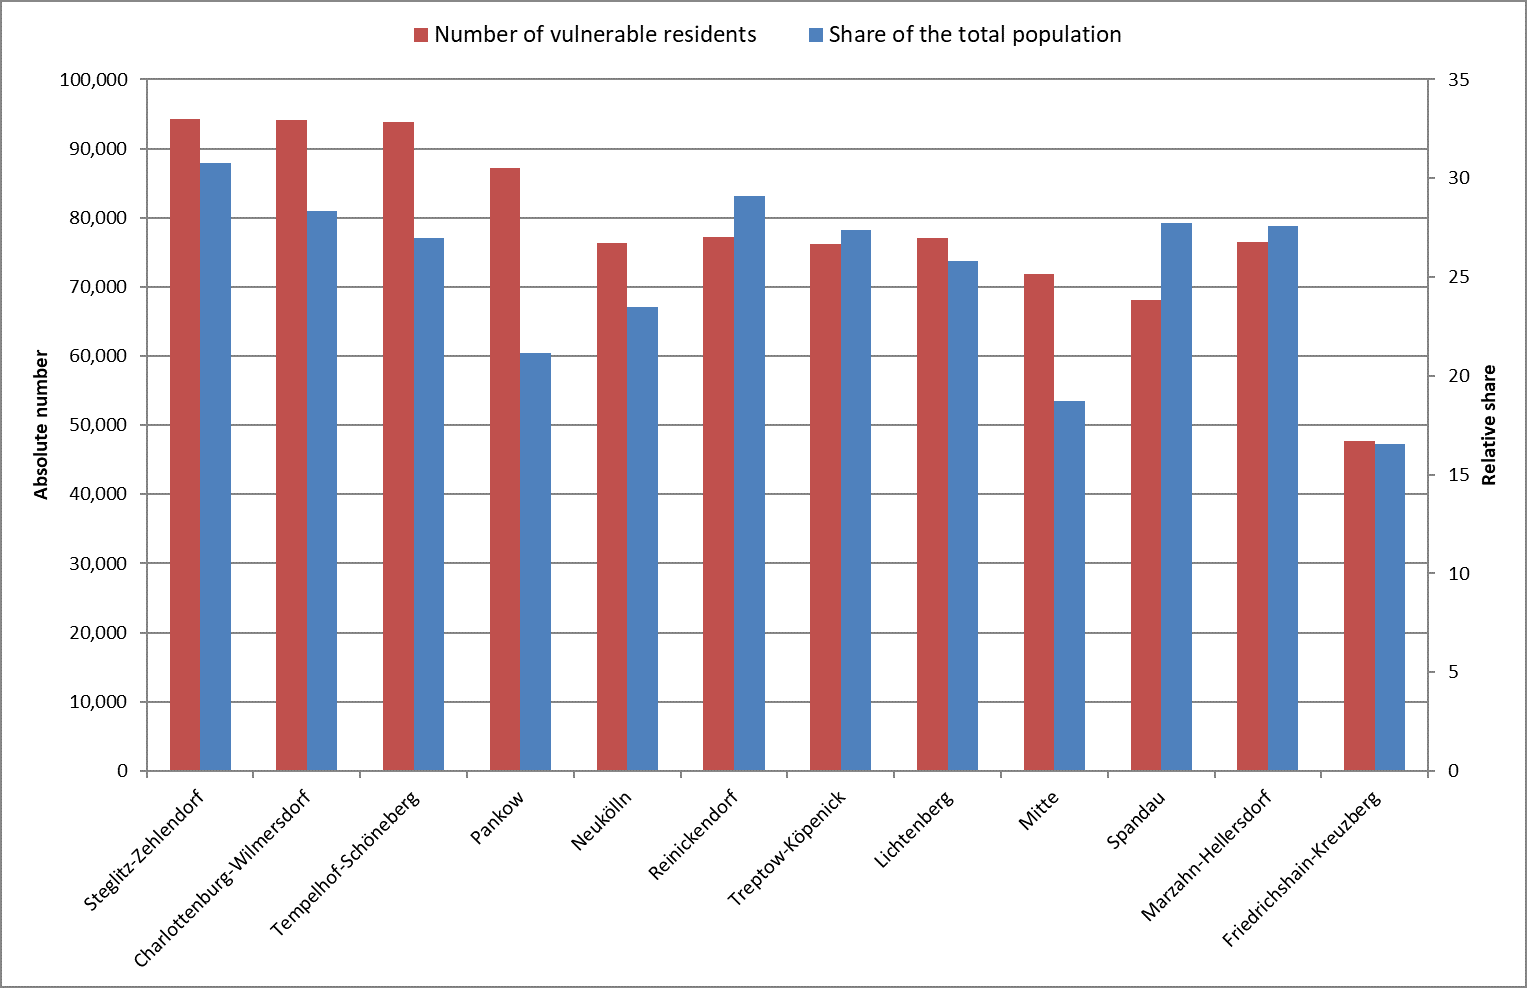 Number of vulnerable residents
Share of the total population
100,000
90,000
80,000
70,000
60,000
50,000
40,000
30,000
20,000
10,000
0
Absolute number
35
30
25
20
15
10
5
0
Relative share
Steglitz-Zehlendorf
Charlottenburg-Wilmersdorf
Tempelhof-Schöneberg
Pankow
Neukölln
Reinickendorf
Treptow-Köpenick
Lichtenberg
Mitte
Spandau
Marzahn-Hellersdorf
Friedrichshain-Kreuzberg